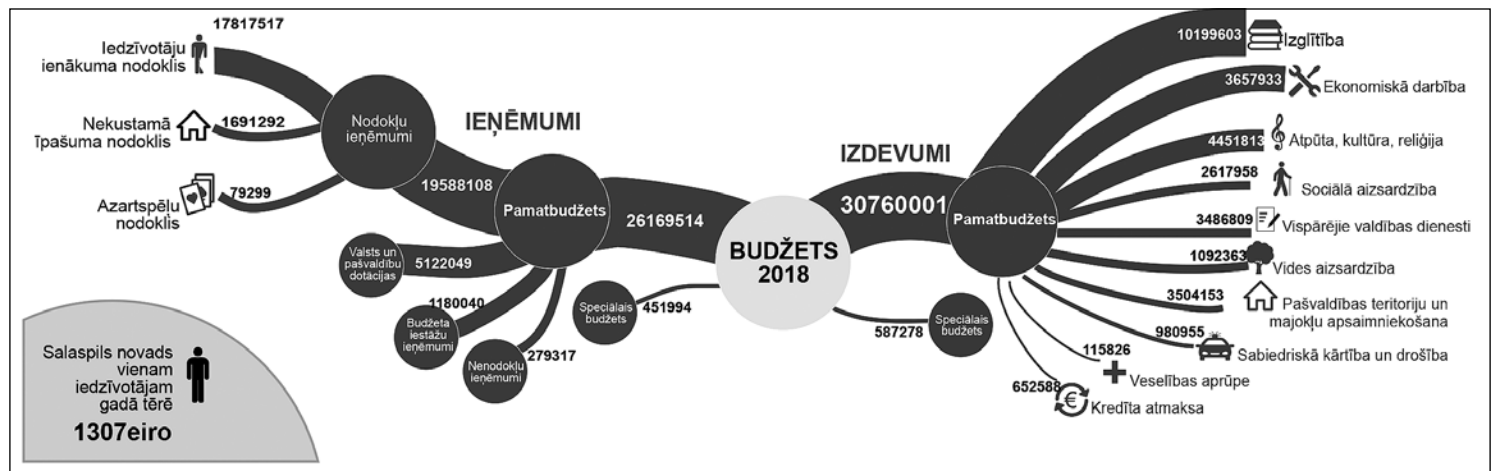 17817517
Iedzīvotāju
ienākuma nodoklis
Nekustamā
īpašuma nodoklis
1691292
Azartspēļu
nodoklis
79299
Nodokļu
ieņēmumi
IEŅĒMUMI
19588108
Pamatbudžets
26169514
Valsts un
pašvaldību
dotācijas
5122049
1180040
Budžeta
iestāžu
ieņēmumi
279317
Nenodokļu
ieņēmumi
Speciālais
budžets
451994
BUDŽETS
2018
IZDEVUMI
30760001
Pamatbudžets
587278
Speciālais
budžets
10199603
Izglītība
3657933
Ekonomiskā darbība
4451813
Atpūta, kultūra, reliģija
2617958
Sociālā aizsardzība
3486809
Vispārējie valdības dienesti
1092363
Vides aizsardzība
3504153
Pašvaldības teritoriju un
majokļu apsaimniekošana
980955
Sabiedriskā kārtība un drošība
115826
Veselības aprūpe
652588
Kredīta atmaksa
Salaspils novads
vienam
iedzīvotājam
gadā tērē
1307eiro